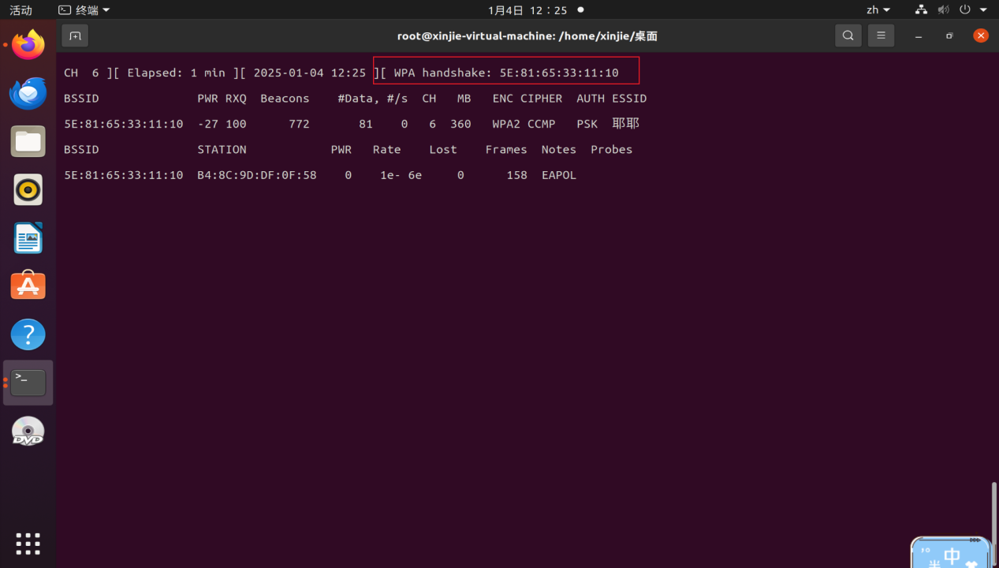 活动 终端 1月4日 12：25 zh
root@xinjie-virtual-machine: /home/xinjie/桌面
CH 6 ][ Elapsed: 1 min ][ 2025-01-04 12:25 ][ WPA handshake: 5E:81:65:33:11:10
BSSID PWR RXQ Beacons #Data, #/s CH MB ENC CIPHER AUTH ESSID
5E:81:65:33:11:10 -27 100 772 81 0 6 360 WPA2 CCMP PSK 耶耶
BSSID STATION PWR Rate Lost Frames Notes Probes
5E:81:65:33:11:10 B4:8C:9D:DF:0F:58 0 1e- 6e 0 158 EAPOL
>_
DVD
中
半